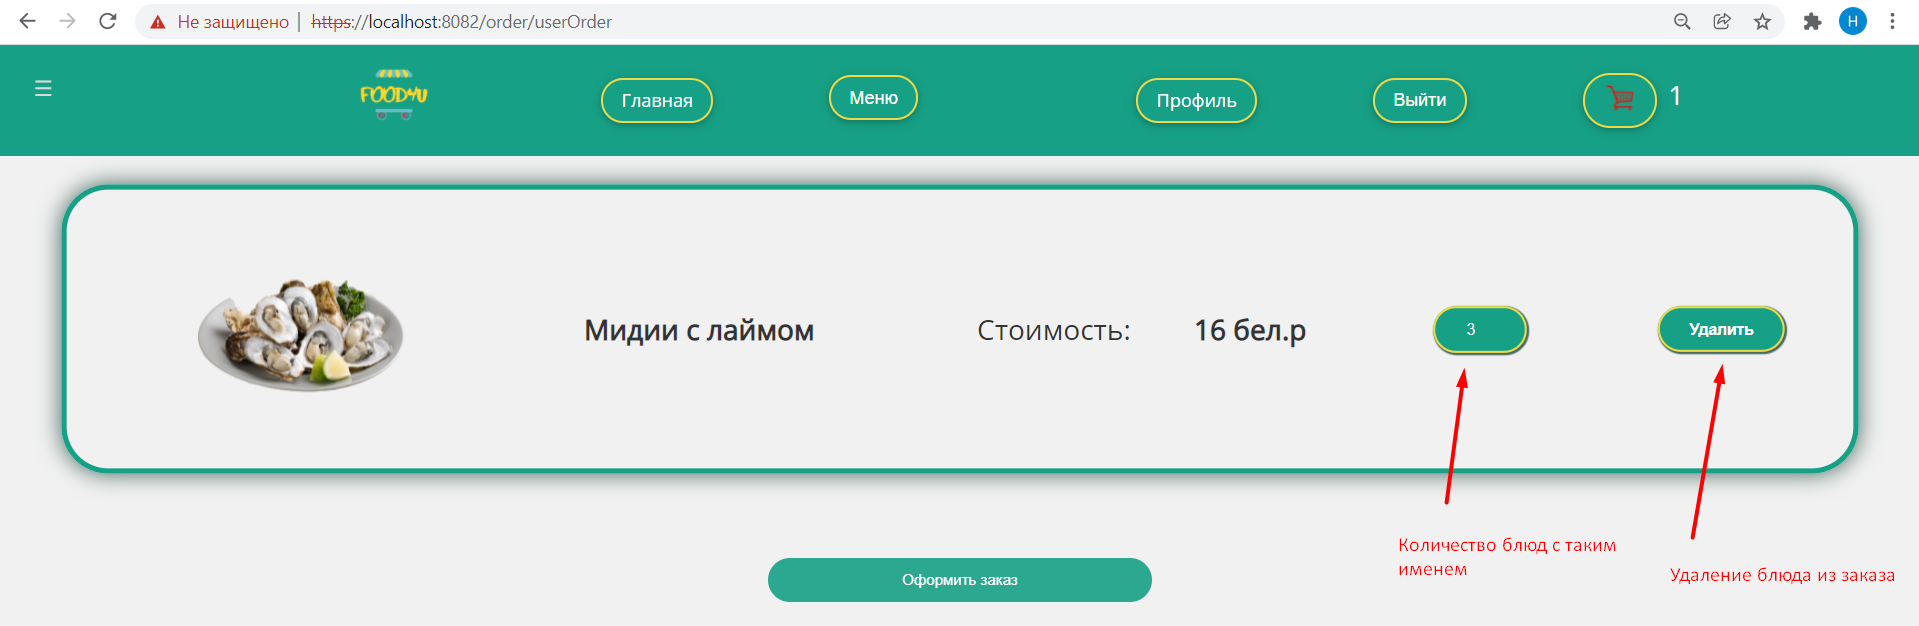 Не защищено | https://localhost:8082/order/userOrder
H
FOOD4U
Главная
Меню
Профиль
Выйти
1
Мидии с лаймом
Стоимость:
16 бел.р
3
Удалить
Количество блюд с таким
именем
Удаление блюда из заказа
Оформить заказ